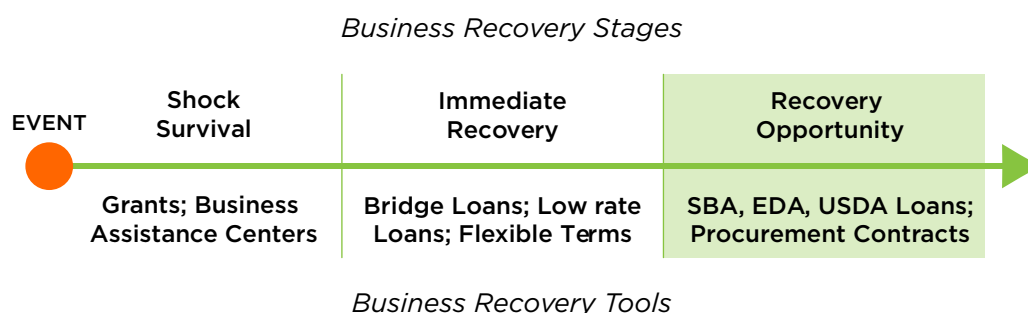 Business Recovery Stages
EVENT
Shock
Survival
Immediate
Recovery
Recovery
Opportunity
Grants; Business
Assistance Centers
Bridge Loans; Low rate
Loans; Flexible Terms
SBA, EDA, USDA Loans;
Procurement Contracts
Business Recovery Tools